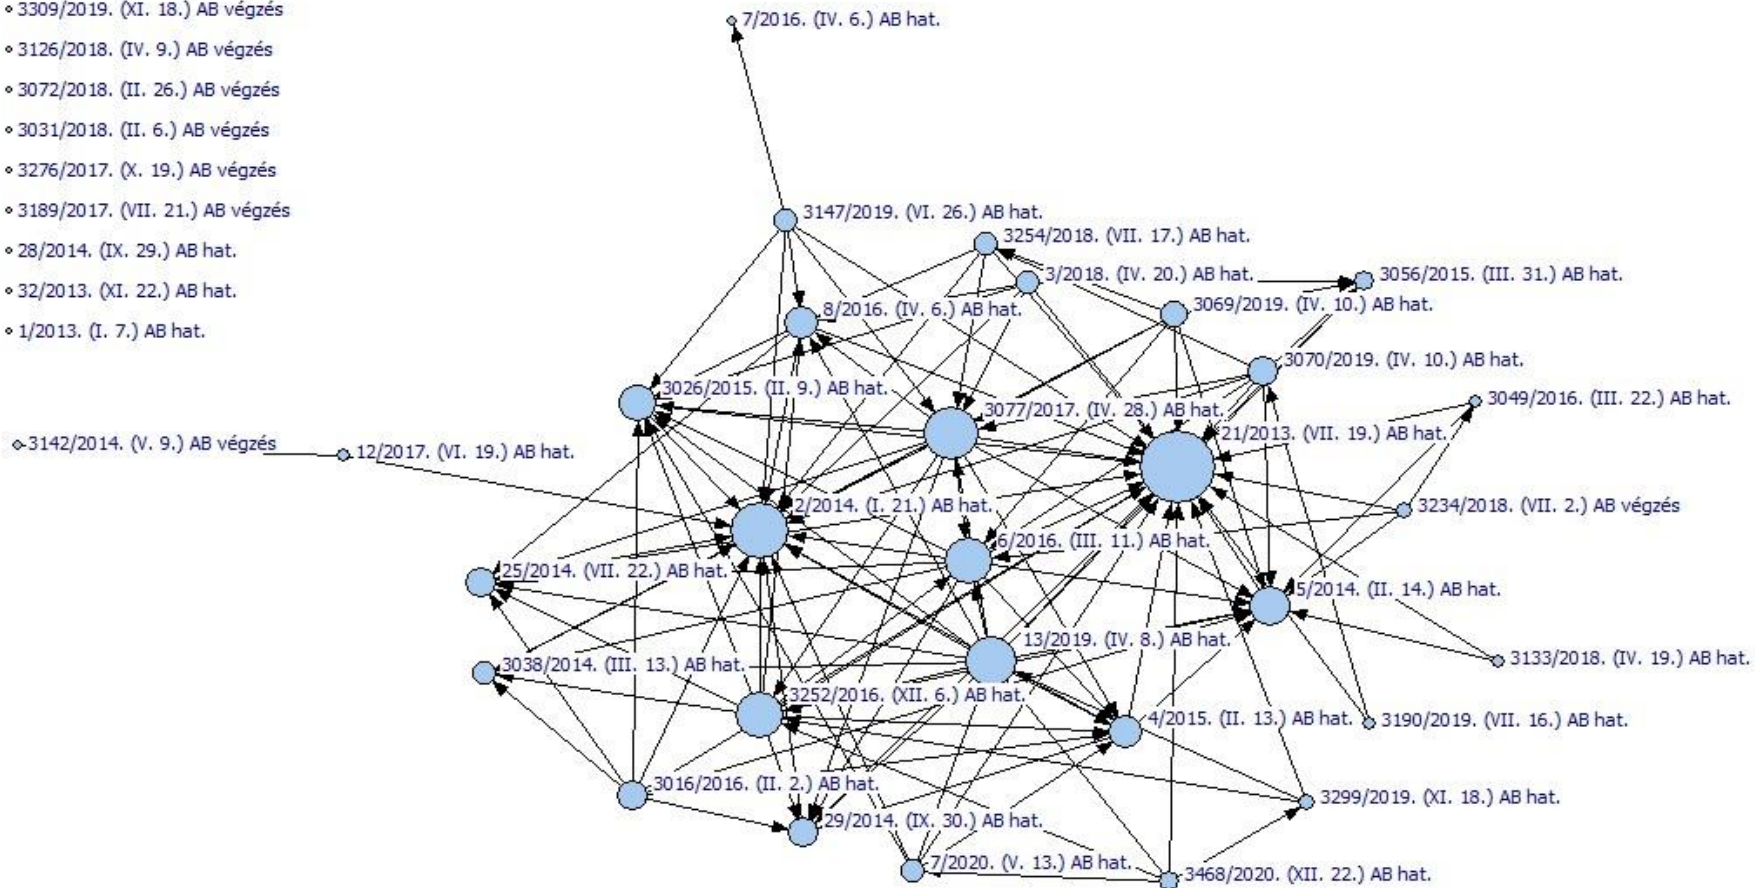 3309/2019. (XI. 18.) AB végzés
3126/2018. (IV. 9.) AB végzés
3072/2018. (II. 26.) AB végzés
3031/2018. (II. 6.) AB végzés
3276/2017. (X. 19.) AB végzés
3189/2017. (VII. 21.) AB végzés
28/2014. (IX. 29.) AB hat.
32/2013. (XI. 22.) AB hat.
1/2013. (I. 7.) AB hat.
7/2016. (IV. 6.) AB hat.
3147/2019. (VI. 26.) AB hat.
3254/2018. (VII. 17.) AB hat.
3/2018. (IV. 20.) AB hat.
3056/2015. (III. 31.) AB hat.
8/2016. (IV. 6.) AB hat.
3069/2019. (IV. 10.) AB hat.
3070/2019. (IV. 10.) AB hat.
3026/2015. (II. 9.) AB hat.
3077/2017. (IV. 28.) AB hat.
3049/2016. (III. 22.) AB hat.
21/2013. (VII. 19.) AB hat.
3142/2014. (V. 9.) AB végzés
12/2017. (VI. 19.) AB hat.
2/2014. (I. 21.) AB hat.
3234/2018. (VII. 2.) AB végzés
6/2016. (III. 11.) AB hat.
25/2014. (VII. 22.) AB hat.
5/2014. (II. 14.) AB hat.
13/2019. (IV. 8.) AB hat.
3133/2018. (IV. 19.) AB hat.
3038/2014. (III. 13.) AB hat.
3252/2016. (XII. 6.) AB hat.
4/2015. (II. 13.) AB hat.
3190/2019. (VII. 16.) AB hat.
3016/2016. (II. 2.) AB hat.
3299/2019. (XI. 18.) AB hat.
29/2014. (IX. 30.) AB hat.
7/2020. (V. 13.) AB hat.
3468/2020. (XII. 22.) AB hat.